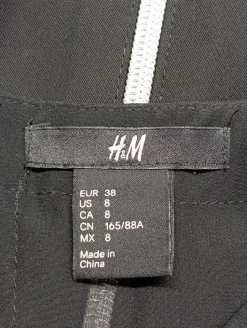 H&M
EUR 38
US 8
CA 8
CN 165/88A
MX 8
Made in
China